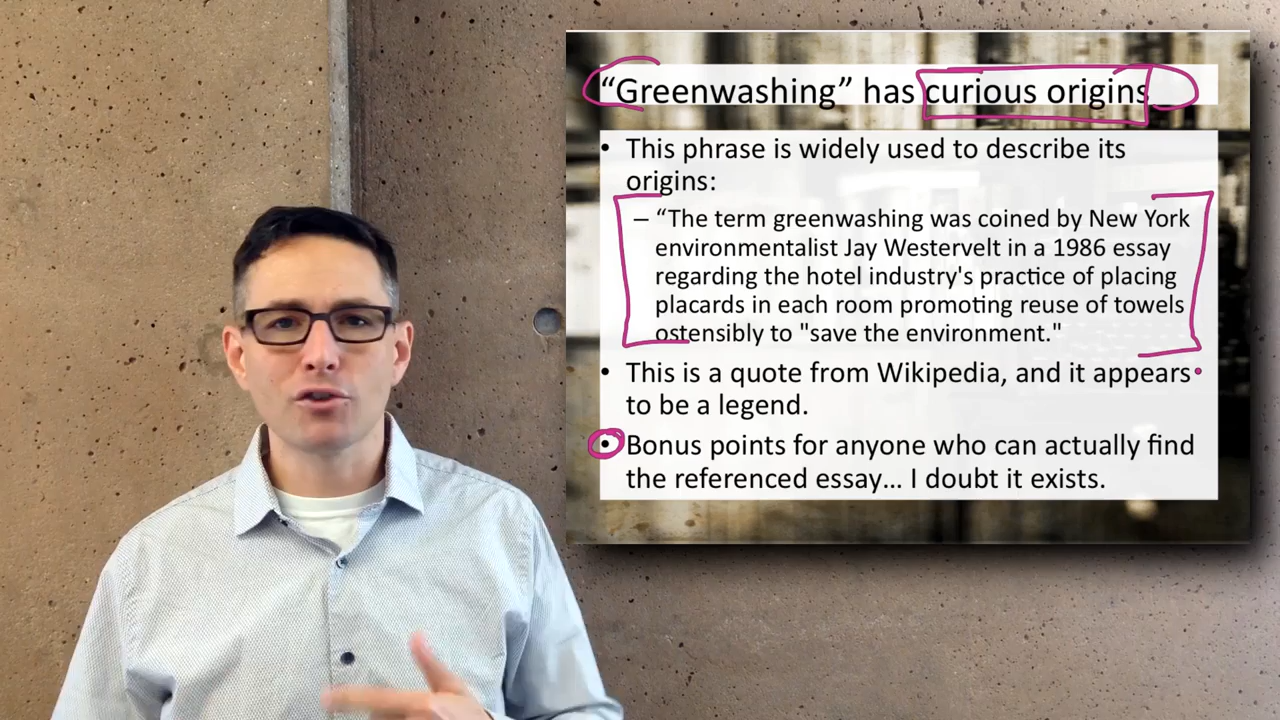 “Greenwashing” has curious origins
• This phrase is widely used to describe its
origins:
– “The term greenwashing was coined by New York
environmentalist Jay Westervelt in a 1986 essay
regarding the hotel industry's practice of placing
placards in each room promoting reuse of towels
ostensibly to "save the environment."
• This is a quote from Wikipedia, and it appears
to be a legend.
• Bonus points for anyone who can actually find
the referenced essay... I doubt it exists.